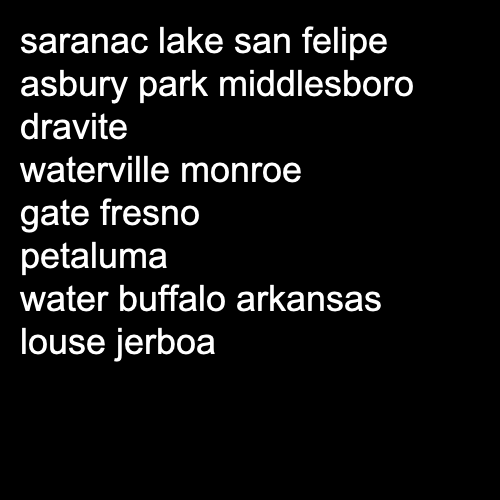 saranac lake san felipe
asbury park middlesboro
dravite
waterville monroe
gate fresno
petaluma
water buffalo arkansas
louse jerboa